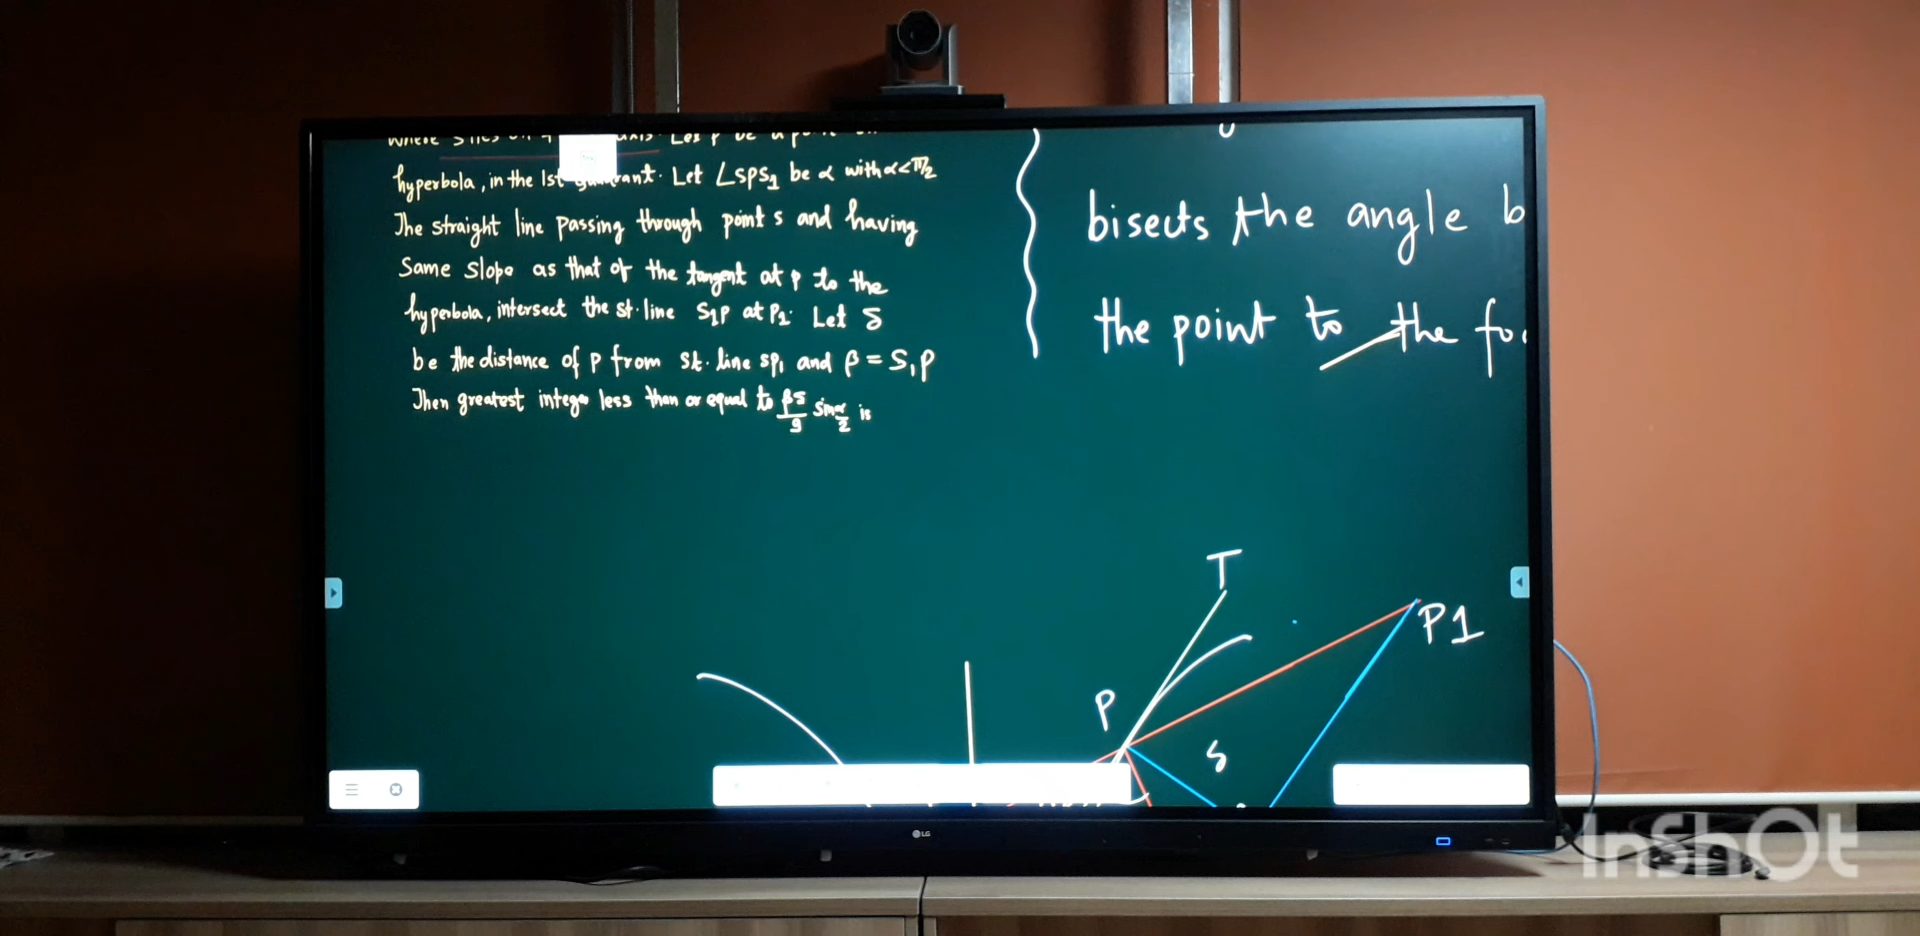 hyperbola, in the 1st quadrant. Let ∠SPS₁ be α with α<π/2
The straight line passing through point s and having
Same slope as that of the tangent at P to the
hyperbola, intersect the st. line S₁P at P₁. Let δ
be the distance of P from st. line SP₁ and β = S₁P
Then greatest integer less than or equal to βδ/9 sin α/2 is
bisects the angle b
the point to the fo
T
P1
P
δ
LG
InShOt